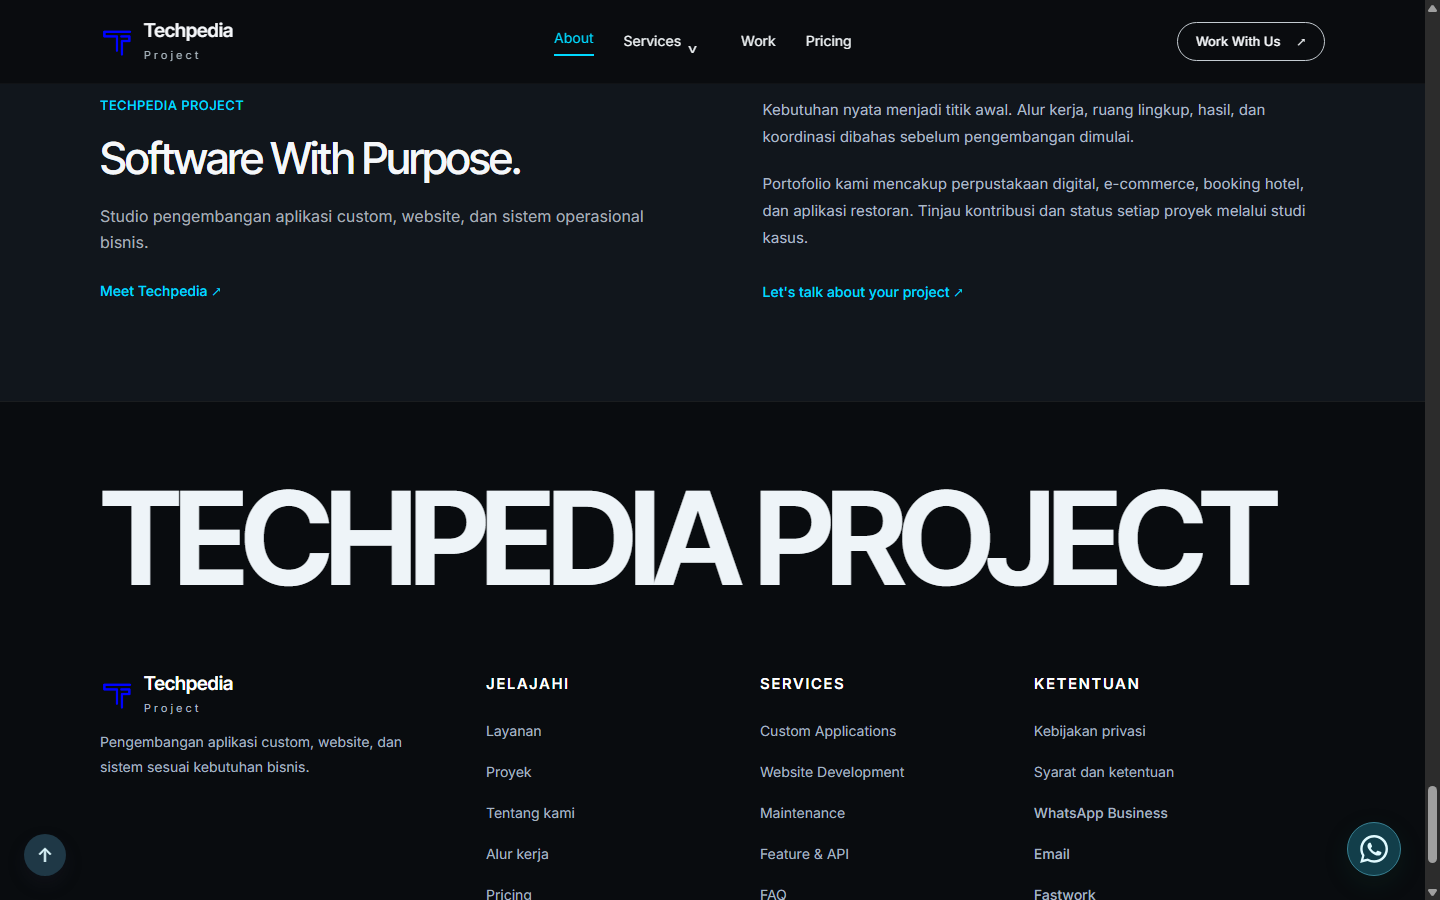 Techpedia
Project
About
Services
Work
Pricing
Work With Us ↗
TECHPEDIA PROJECT
Software With Purpose.
Studio pengembangan aplikasi custom, website, dan sistem operasional
bisnis.
Meet Techpedia ↗
Kebutuhan nyata menjadi titik awal. Alur kerja, ruang lingkup, hasil, dan
koordinasi dibahas sebelum pengembangan dimulai.
Portofolio kami mencakup perpustakaan digital, e-commerce, booking hotel,
dan aplikasi restoran. Tinjau kontribusi dan status setiap proyek melalui studi
kasus.
Let's talk about your project ↗
TECHPEDIA PROJECT
Techpedia
Project
Pengembangan aplikasi custom, website, dan
sistem sesuai kebutuhan bisnis.
JELAJAHI
Layanan
Proyek
Tentang kami
Alur kerja
Pricing
SERVICES
Custom Applications
Website Development
Maintenance
Feature & API
FAQ
KETENTUAN
Kebijakan privasi
Syarat dan ketentuan
WhatsApp Business
Email
Fastwork